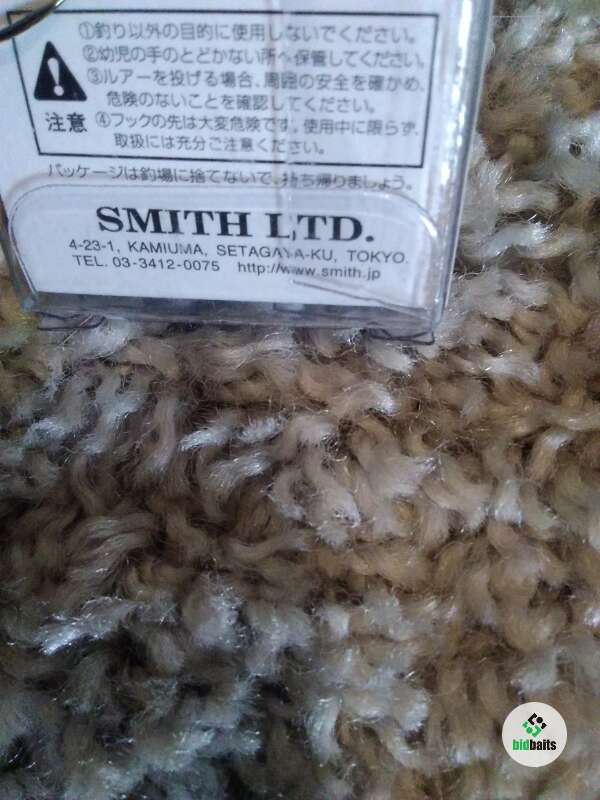 ①釣り以外の目的に使用しないでください。
②幼児の手のとどかない所へ保管してください。
③ルアーを投げる場合、周囲の安全を確かめ、
危険のないことを確認してください。
注意 ④フックの先は大変危険です。使用中に限らず、
取扱には充分ご注意ください。
パッケージは釣場に捨てないで、持ち帰りましょう。
SMITH LTD.
4-23-1, KAMIUMA, SETAGAYA-KU, TOKYO.
TEL. 03-3412-0075 http://www.smith.jp
bidbaits